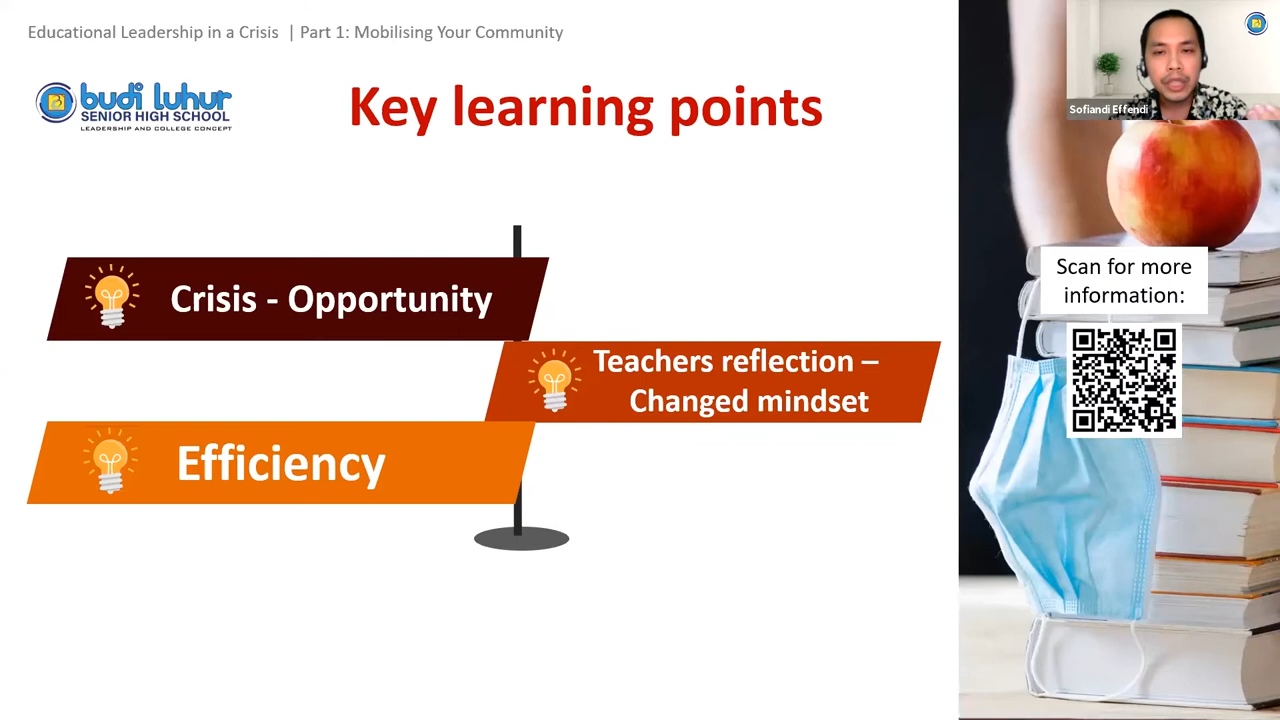 Educational Leadership in a Crisis | Part 1: Mobilising Your Community
budi luhur
SENIOR HIGH SCHOOL
LEADERSHIP AND COLLEGE CONCEPT
Key learning points
Crisis - Opportunity
Teachers reflection –
Changed mindset
Efficiency
Sofiandi Effendi
Scan for more
information: